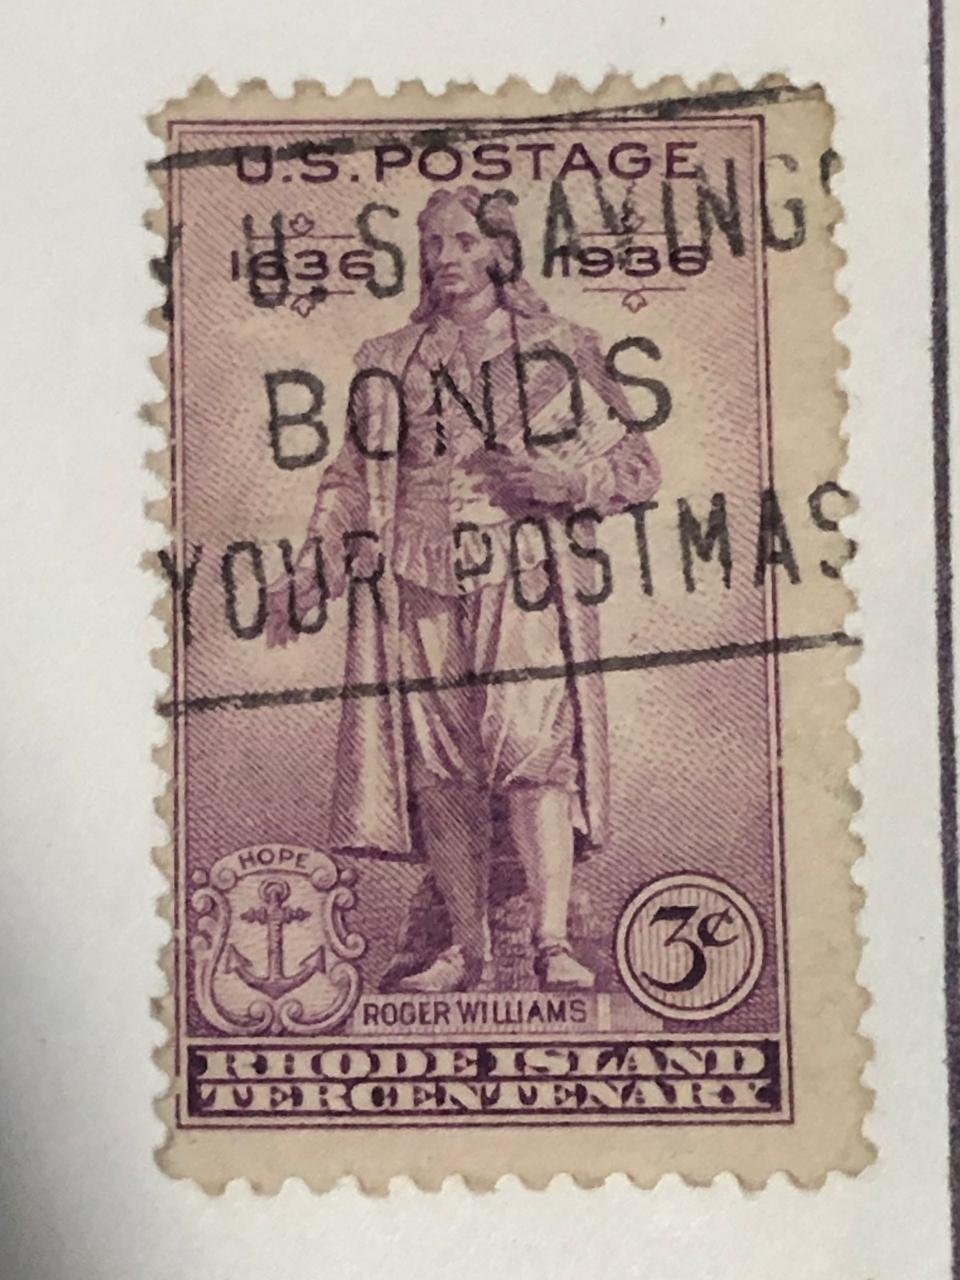 U.S. POSTAGE
U.S. SAVINGS
1636 1936
BONDS
YOUR POSTMAS
HOPE
3¢
ROGER WILLIAMS
RHODE ISLAND
TERCENTENARY